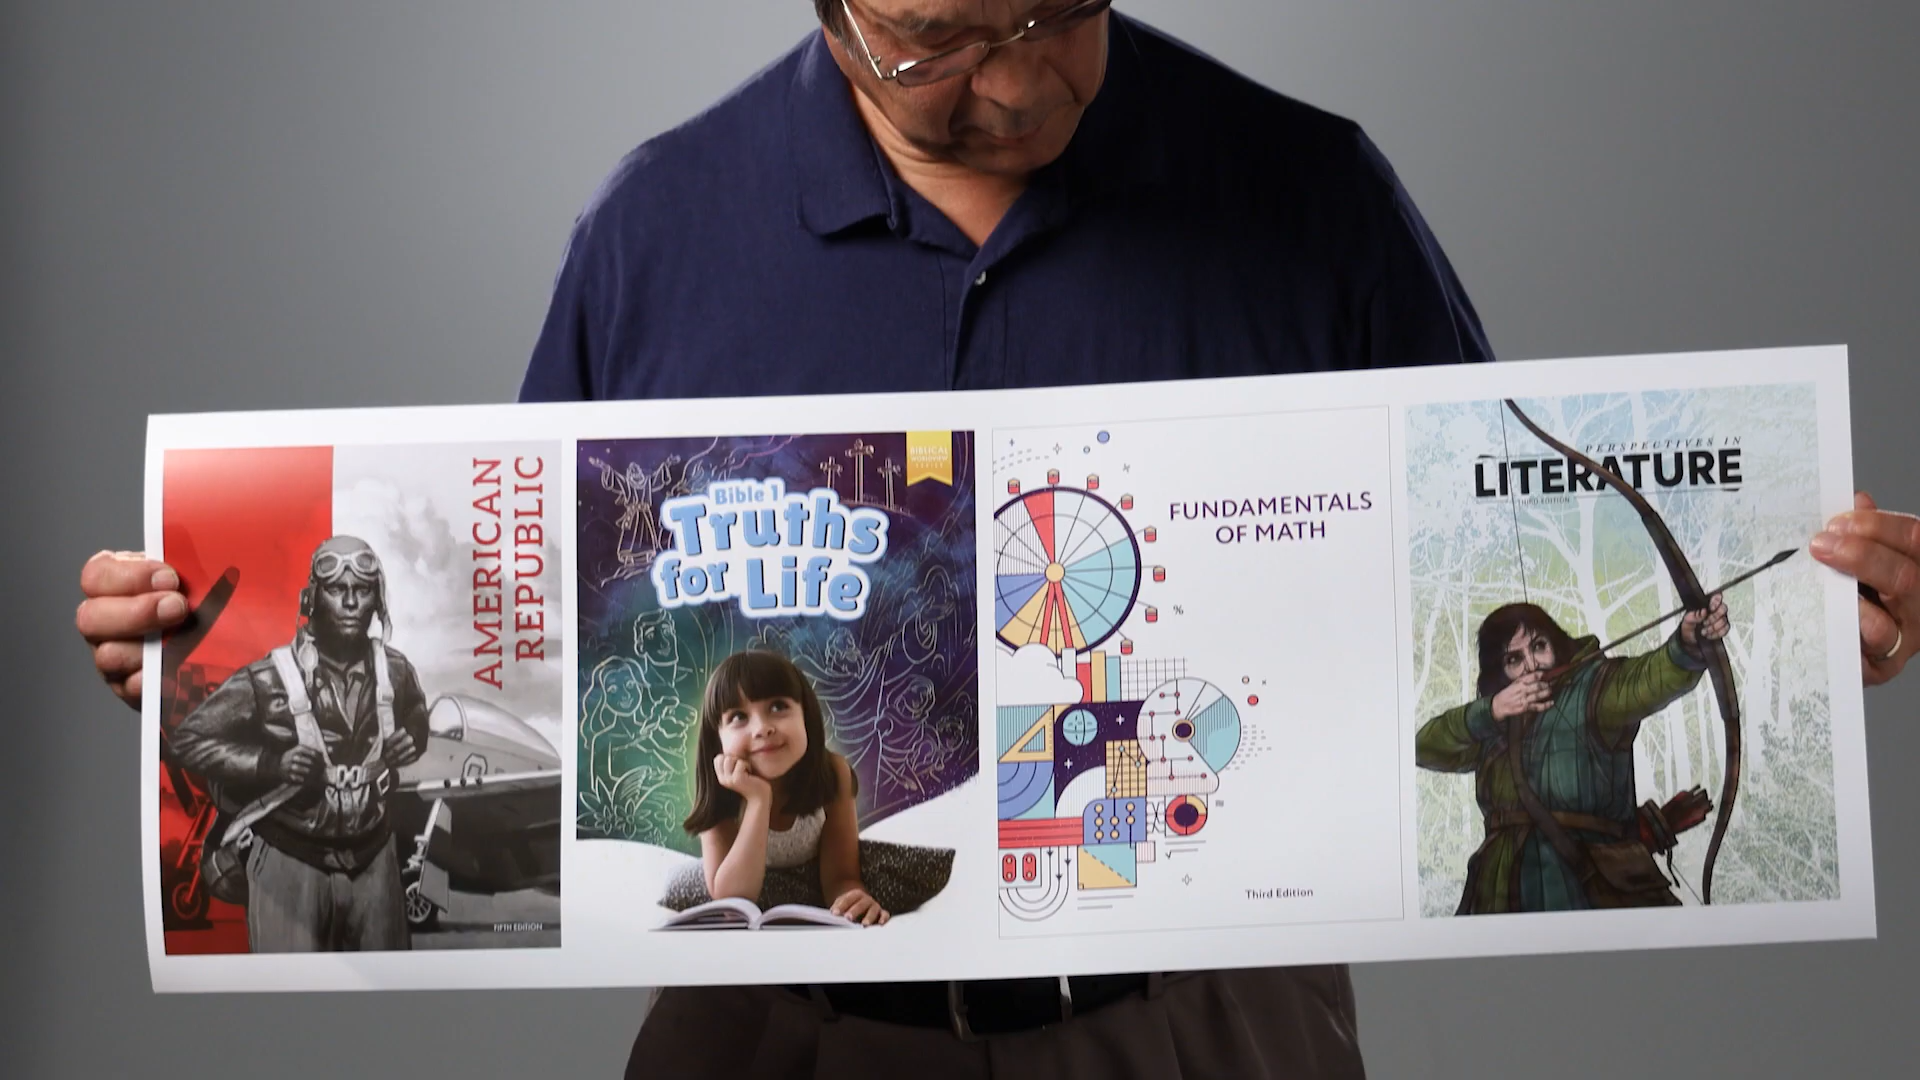 AMERICAN
REPUBLIC
FIFTH EDITION
BIBLICAL
WORLDVIEW
SERIES
Bible 1
Truths
for Life
FUNDAMENTALS
OF MATH
Third Edition
PERSPECTIVES IN
LITERATURE
THIRD EDITION